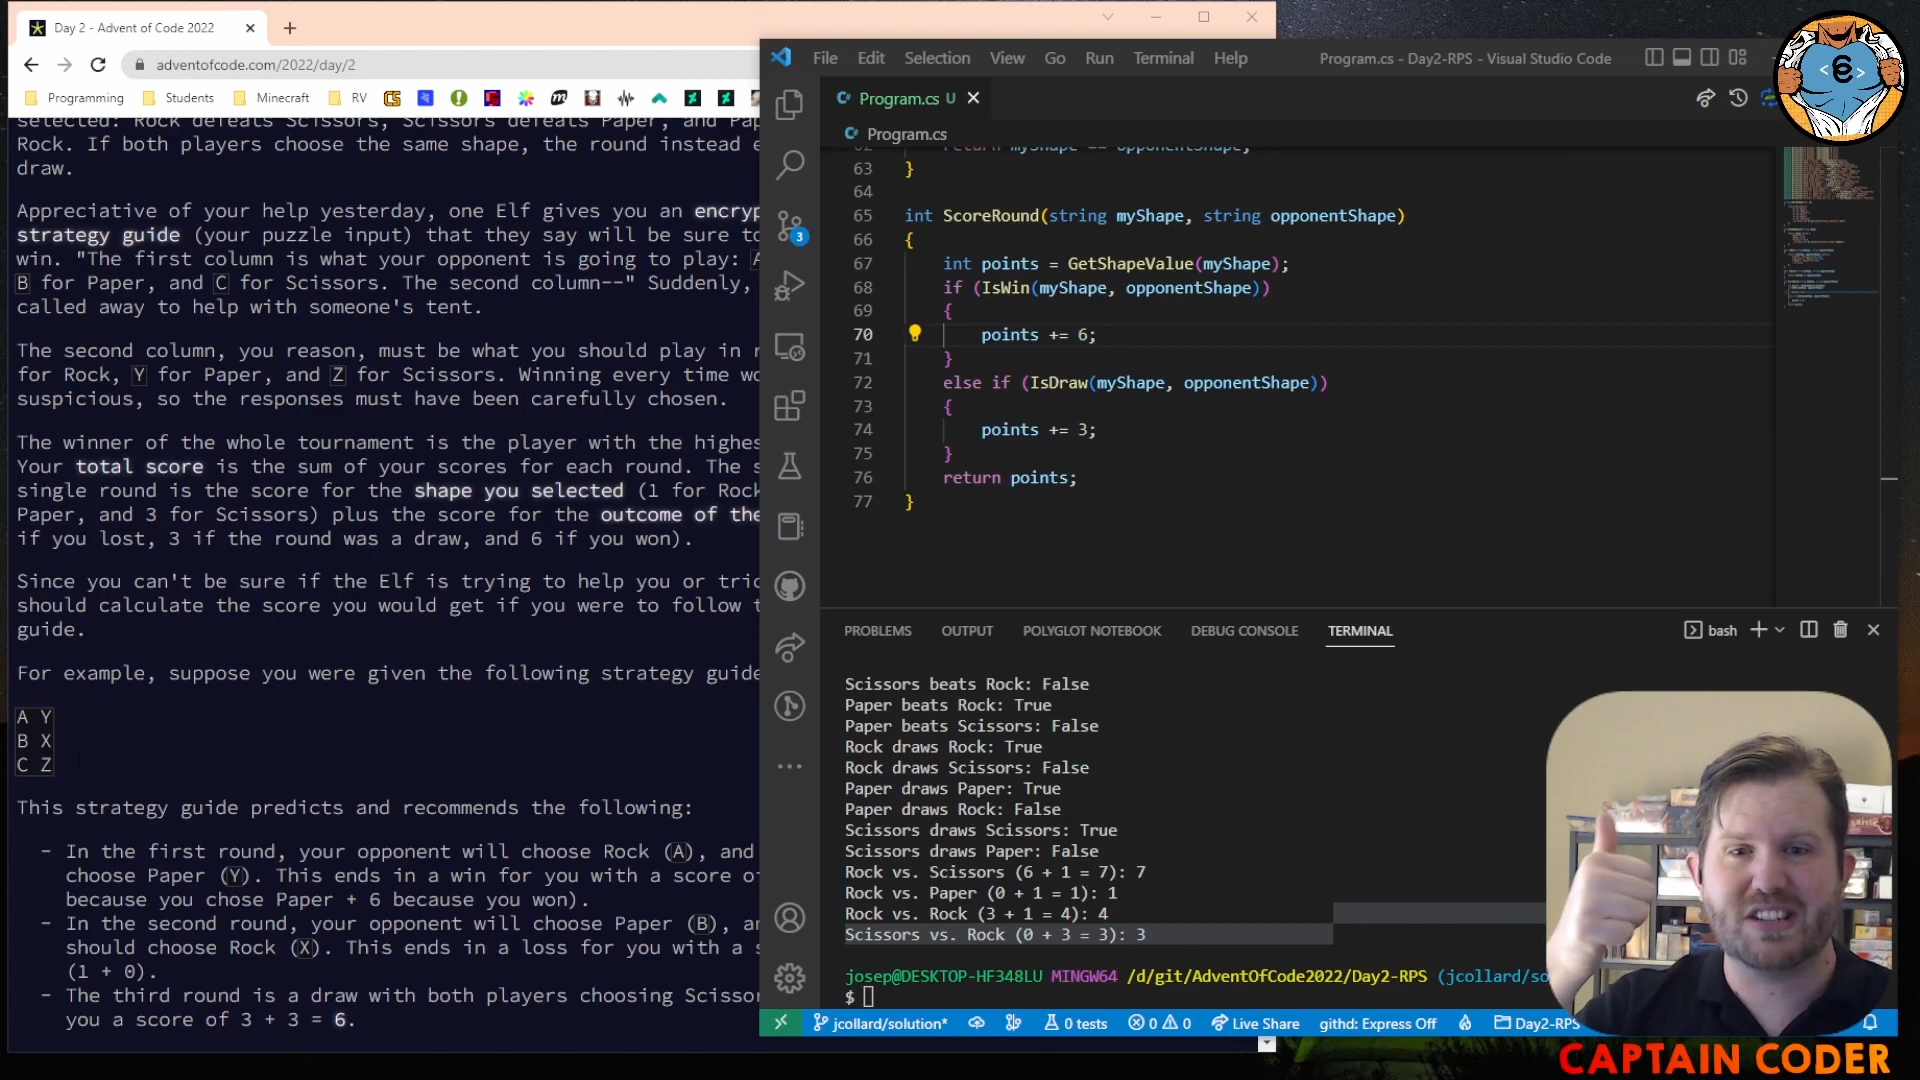 Day 2 - Advent of Code 2022
adventofcode.com/2022/day/2
Programming
Students
Minecraft
RV
selected: Rock defeats Scissors, Scissors defeats Paper, and
Rock. If both players choose the same shape, the round instead
draw.
Appreciative of your help yesterday, one Elf gives you an
strategy guide (your puzzle input) that they say will be sure
win. "The first column is what your opponent is going to play:
B for Paper, and C for Scissors. The second column--" Suddenly,
called away to help with someone's tent.
The second column, you reason, must be what you should play in
for Rock, Y for Paper, and Z for Scissors. Winning every time
suspicious, so the responses must have been carefully chosen.
The winner of the whole tournament is the player with the
Your total score is the sum of your scores for each round. The
single round is the score for the shape you selected (1 for Rock
Paper, and 3 for Scissors) plus the score for the outcome of
if you lost, 3 if the round was a draw, and 6 if you won).
Since you can't be sure if the Elf is trying to help you or
should calculate the score you would get if you were to follow
guide.
For example, suppose you were given the following strategy guide
A Y
B X
C Z
This strategy guide predicts and recommends the following:
- In the first round, your opponent will choose Rock (A), and
choose Paper (Y). This ends in a win for you with a score
because you chose Paper + 6 because you won).
- In the second round, your opponent will choose Paper (B),
should choose Rock (X). This ends in a loss for you with a
(1 + 0).
- The third round is a draw with both players choosing
you a score of 3 + 3 = 6.
File Edit Selection View Go Run Terminal Help
Program.cs - Day2-RPS - Visual Studio Code
Program.cs U
Program.cs
62 return myShape == opponentShape;
63 }
64
65 int ScoreRound(string myShape, string opponentShape)
66 {
67 int points = GetShapeValue(myShape);
68 if (IsWin(myShape, opponentShape))
69 {
70 points += 6;
71 }
72 else if (IsDraw(myShape, opponentShape))
73 {
74 points += 3;
75 }
76 return points;
77 }
3
PROBLEMS OUTPUT POLYGLOT NOTEBOOK DEBUG CONSOLE TERMINAL
bash
Scissors beats Rock: False
Paper beats Rock: True
Paper beats Scissors: False
Rock draws Rock: True
Rock draws Scissors: False
Paper draws Paper: True
Paper draws Rock: False
Scissors draws Scissors: True
Scissors draws Paper: False
Rock vs. Scissors (6 + 1 = 7): 7
Rock vs. Paper (0 + 1 = 1): 1
Rock vs. Rock (3 + 1 = 4): 4
Scissors vs. Rock (0 + 3 = 3): 3
josep@DESKTOP-HF348LU MINGW64 /d/git/AdventOfCode2022/Day2-RPS (jcollard/so
$
jcollard/solution* 0 tests 0 0 Live Share githd: Express Off Day2-RPS
CAPTAIN CODER